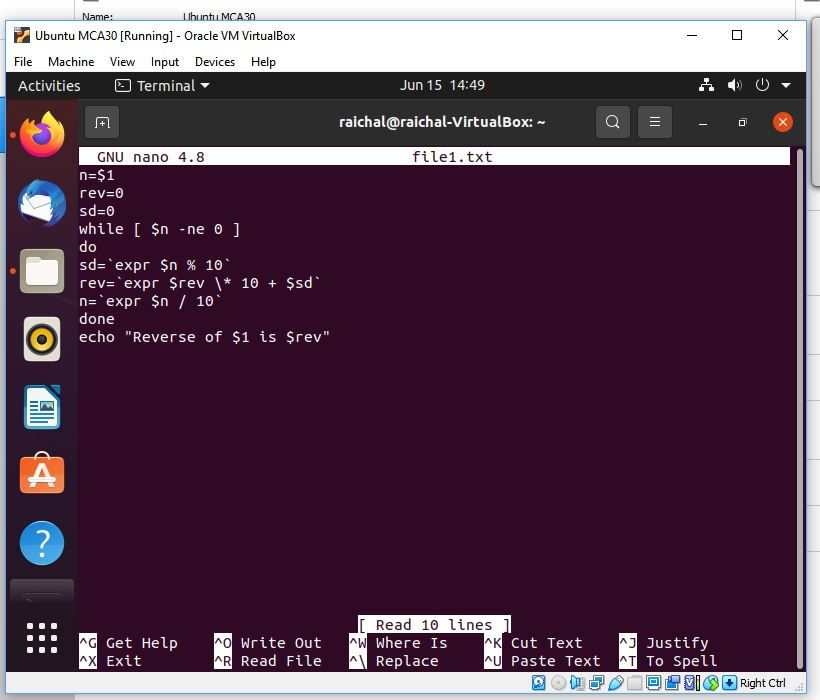 Name: Ubuntu MCA30
Ubuntu MCA30 [Running] - Oracle VM VirtualBox
File Machine View Input Devices Help
Activities Terminal Jun 15 14:49
raichal@raichal-VirtualBox: ~
GNU nano 4.8 file1.txt
n=$1
rev=0
sd=0
while [ $n -ne 0 ]
do
sd=`expr $n % 10`
rev=`expr $rev \* 10 + $sd`
n=`expr $n / 10`
done
echo "Reverse of $1 is $rev"
[ Read 10 lines ]
^G Get Help ^O Write Out ^W Where Is ^K Cut Text ^J Justify
^X Exit ^R Read File ^\ Replace ^U Paste Text ^T To Spell
Right Ctrl